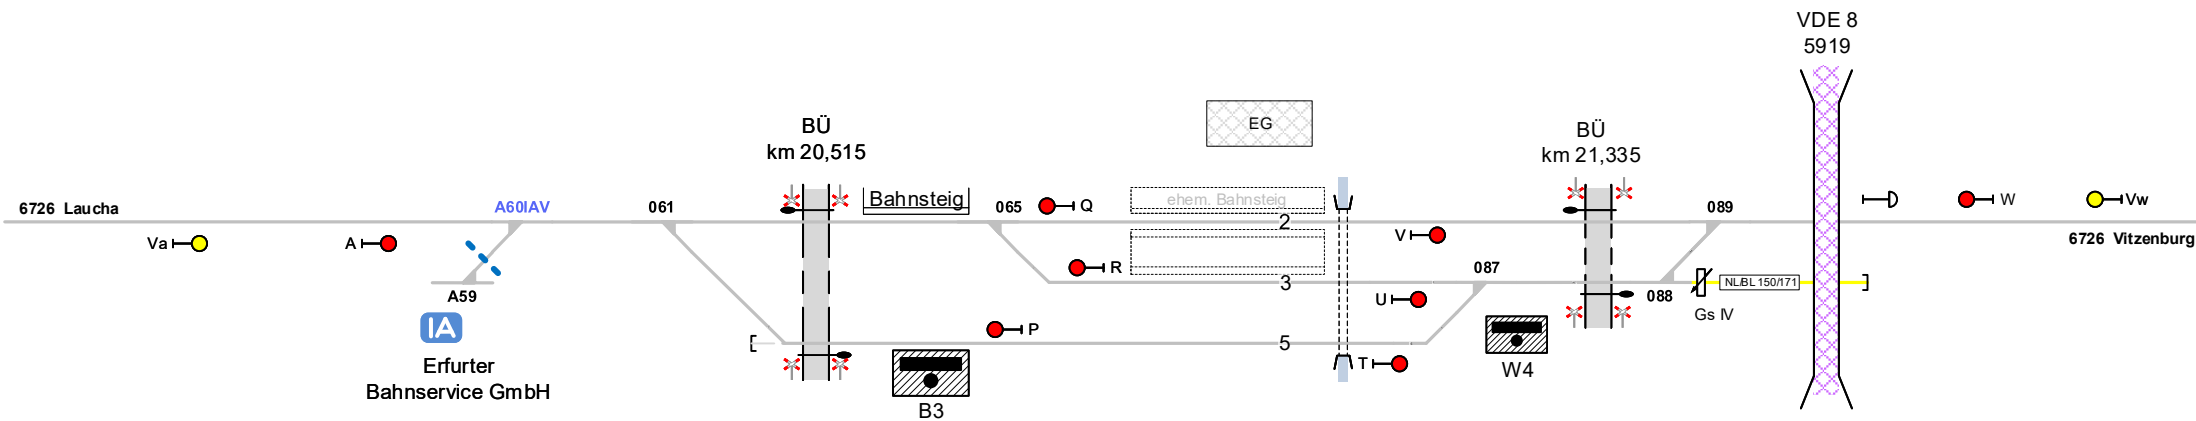 VDE 8
5919
EG
BÜ
km 20,515
BÜ
km 21,335
6726 Laucha
A60IAV
061
Bahnsteig
065
Q
ehem. Bahnsteig
2
089
W
Vw
Va
A
V
6726 Vitzenburg
R
A59
3
087
U
088
NL/BL 150/171
Gs IV
IA
P
5
Erfurter
Bahnservice GmbH
T
B3
W4